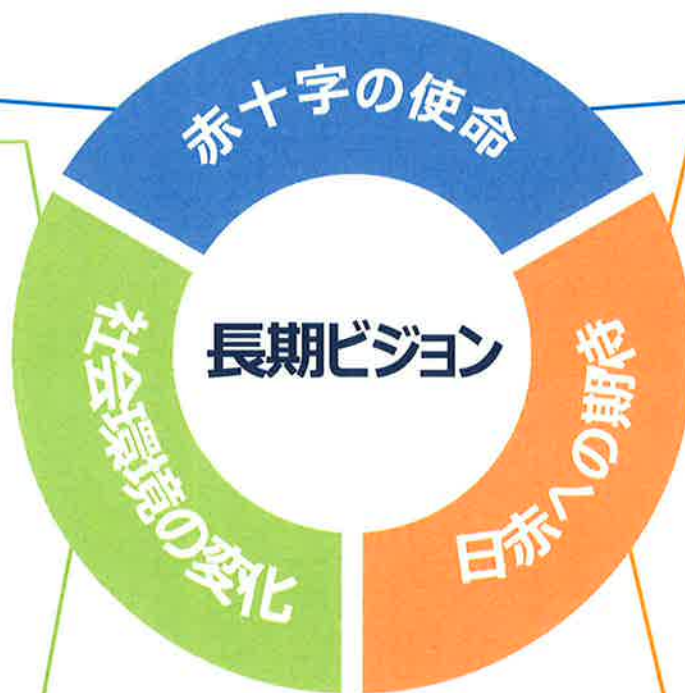 赤十字の使命
長期ビジョン
社会環境の変化
日赤への期待